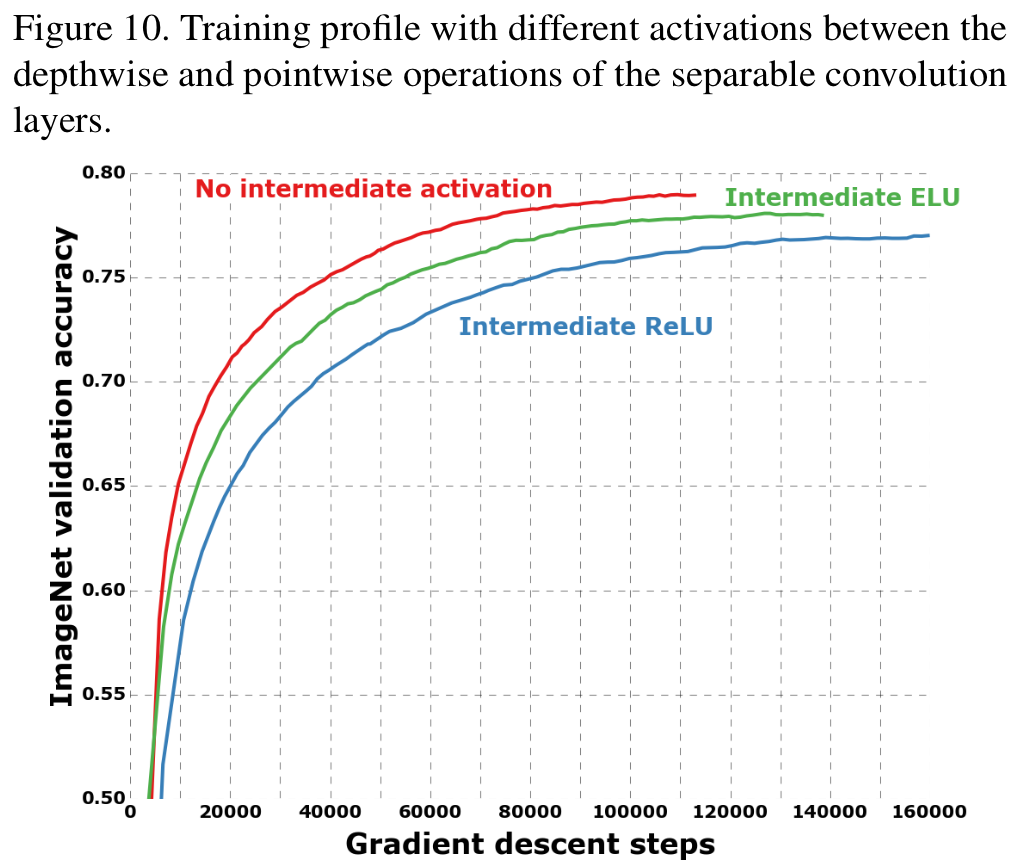 Figure 10. Training profile with different activations between the
depthwise and pointwise operations of the separable convolution
layers.
0.80
No intermediate activation
Intermediate ELU
0.75
Intermediate ReLU
0.70
0.65
0.60
0.55
0.50
ImageNet validation accuracy
0 20000 40000 60000 80000 100000 120000 140000 160000
Gradient descent steps